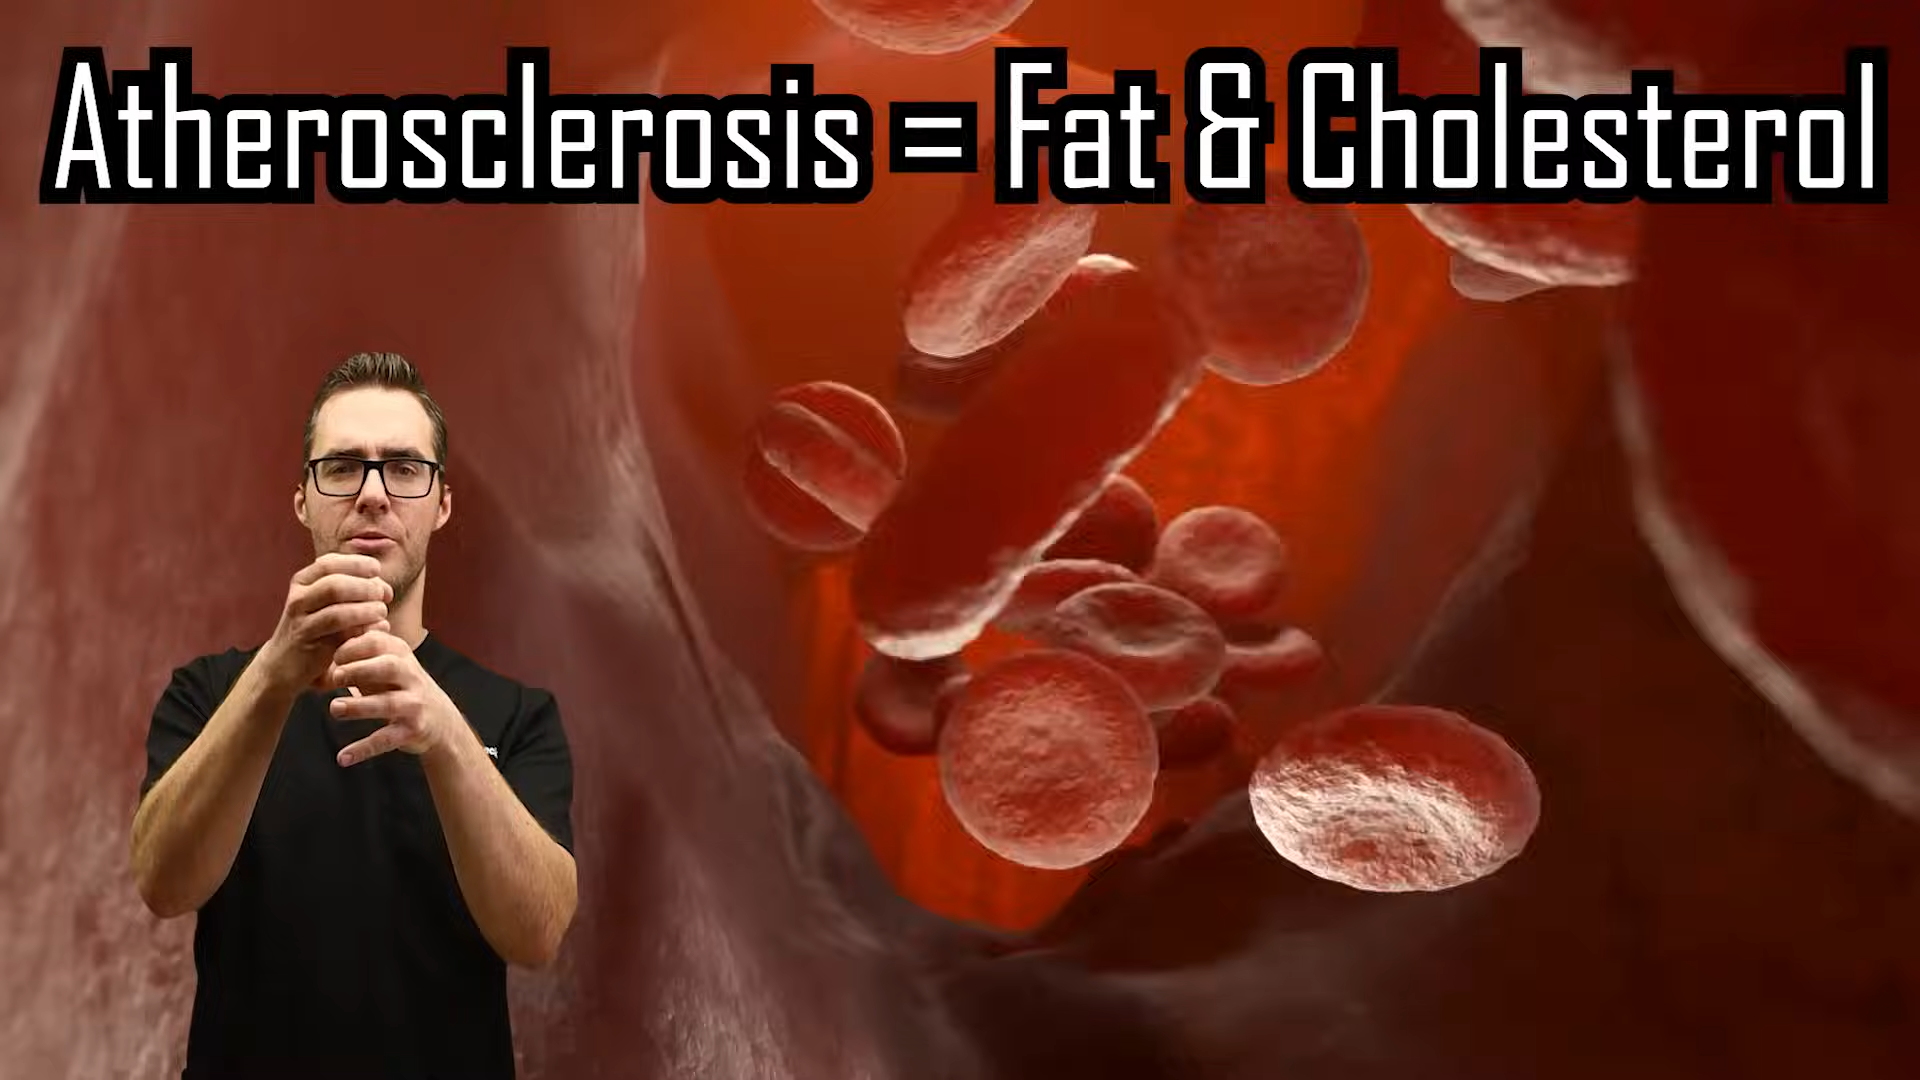 Atherosclerosis = Fat & Cholesterol